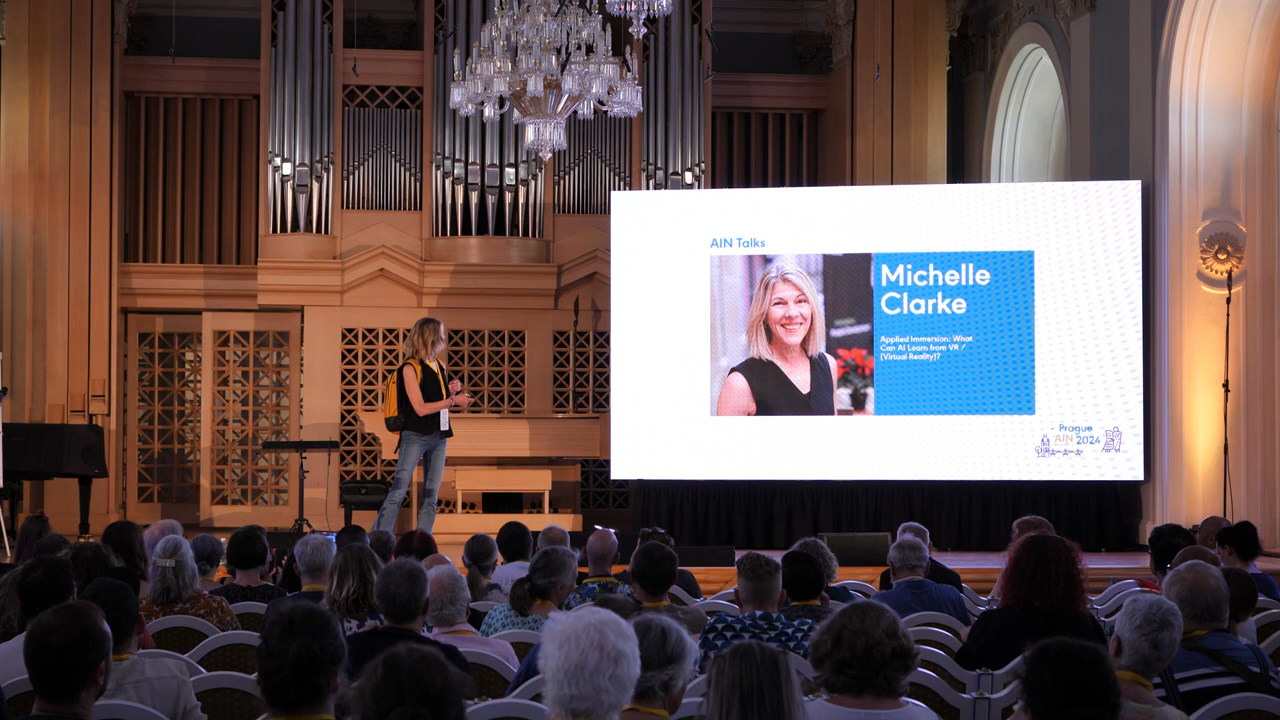 AIN Talks
Michelle
Clarke
Applied Immersion: What
Can AI Learn from VR /
(Virtual Reality)?
Prague
AIN 2024